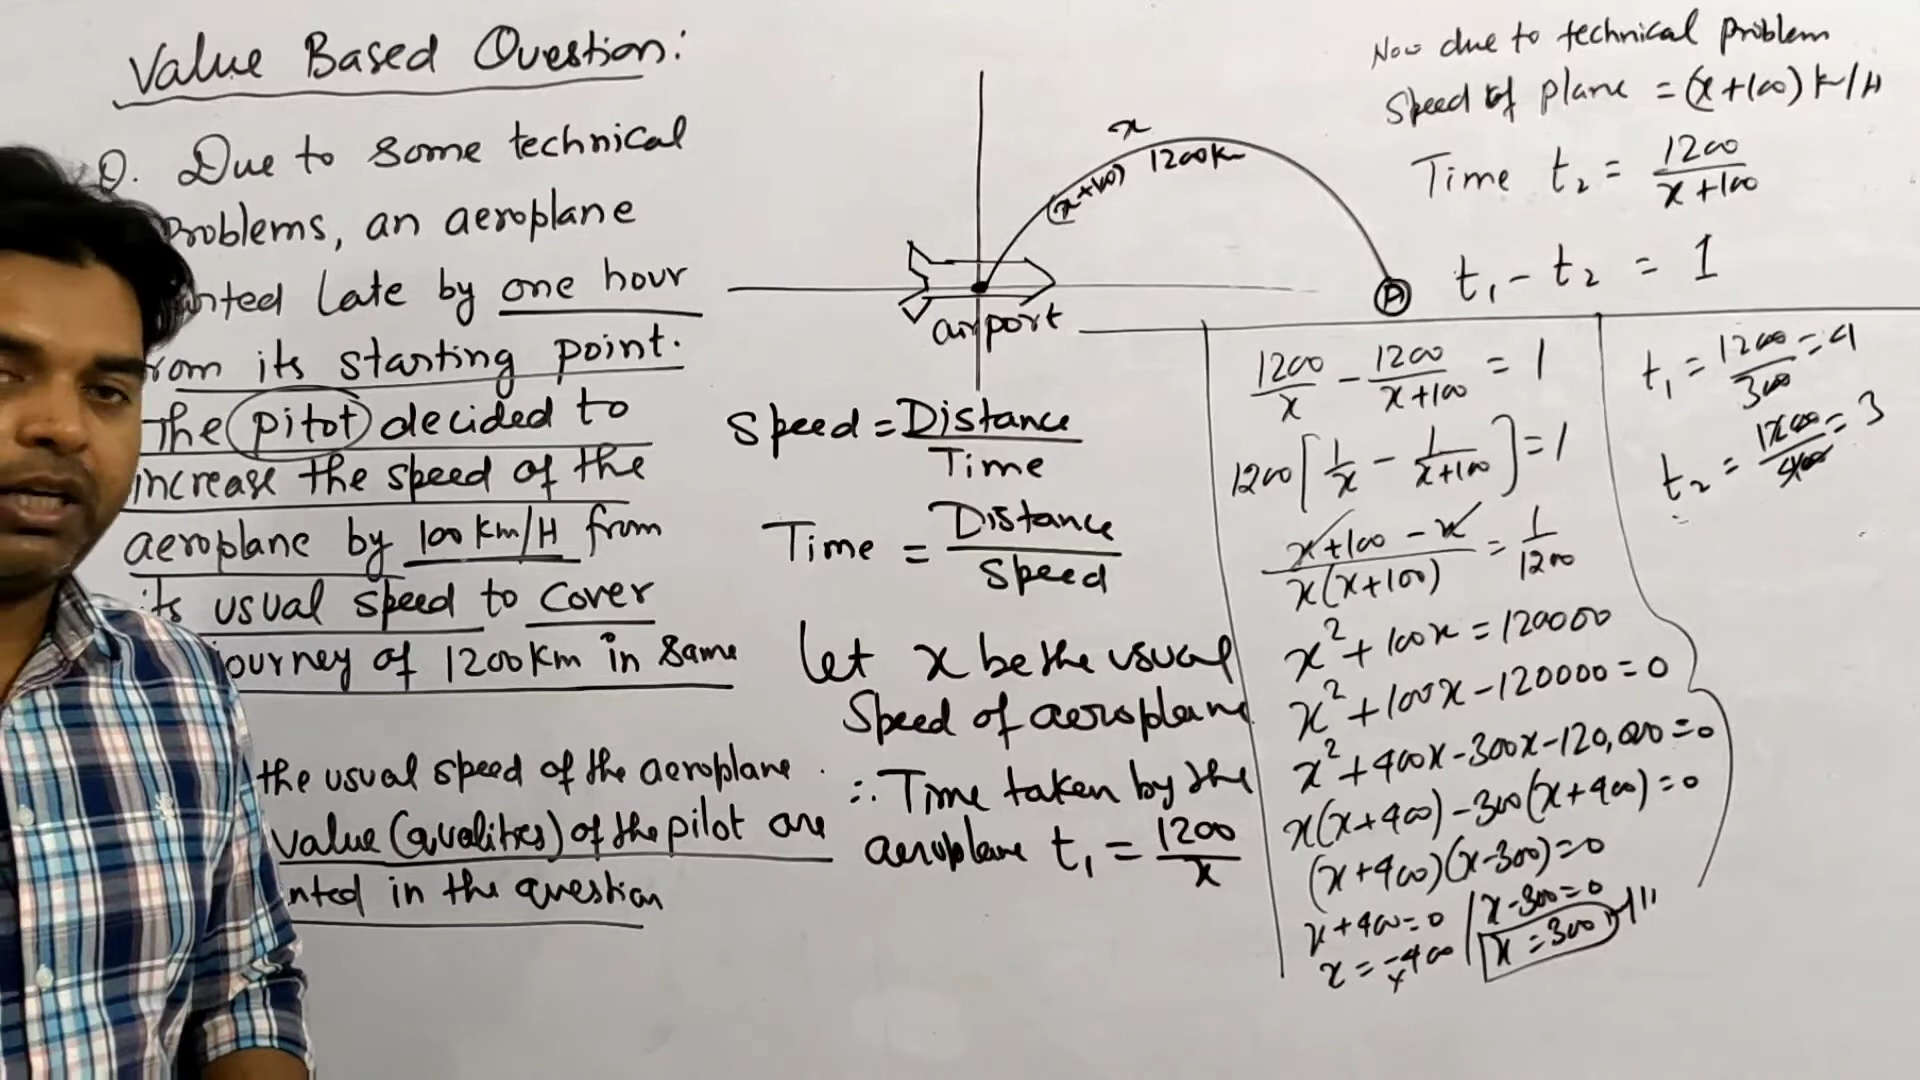 Value Based Question:
Q. Due to some technical
Problems, an aeroplane
late by one hour
its starting point.
The pitot decided to
increase the speed of the
aeroplane by 100 Km/H from
its usual speed to cover
of 1200Km in same
the usual speed of the aeroplane.
value (qualities) of the pilot are
in the question
x
(x+100) 1200Km
P
airport
Speed = Distance / Time
Time = Distance / Speed
Let x be the usual
Speed of aeroplane
∴ Time taken by the
aeroplane t₁ = 1200/x
Now due to technical problem
Speed of plane = (x+100) K/H
Time t₂ = 1200/(x+100)
t₁ - t₂ = 1
1200/x - 1200/(x+100) = 1
1200[1/x - 1/(x+100)] = 1
(x+100-x)/(x(x+100)) = 1/1200
x²+100x = 120000
x²+100x-120000=0
x²+400x-300x-120,000=0
x(x+400)-300(x+400)=0
(x+400)(x-300)=0
x+400=0 | x-300=0
x=-400 | x=300
t₁ = 1200/300 = 4
t₂ = 1200/400 = 3